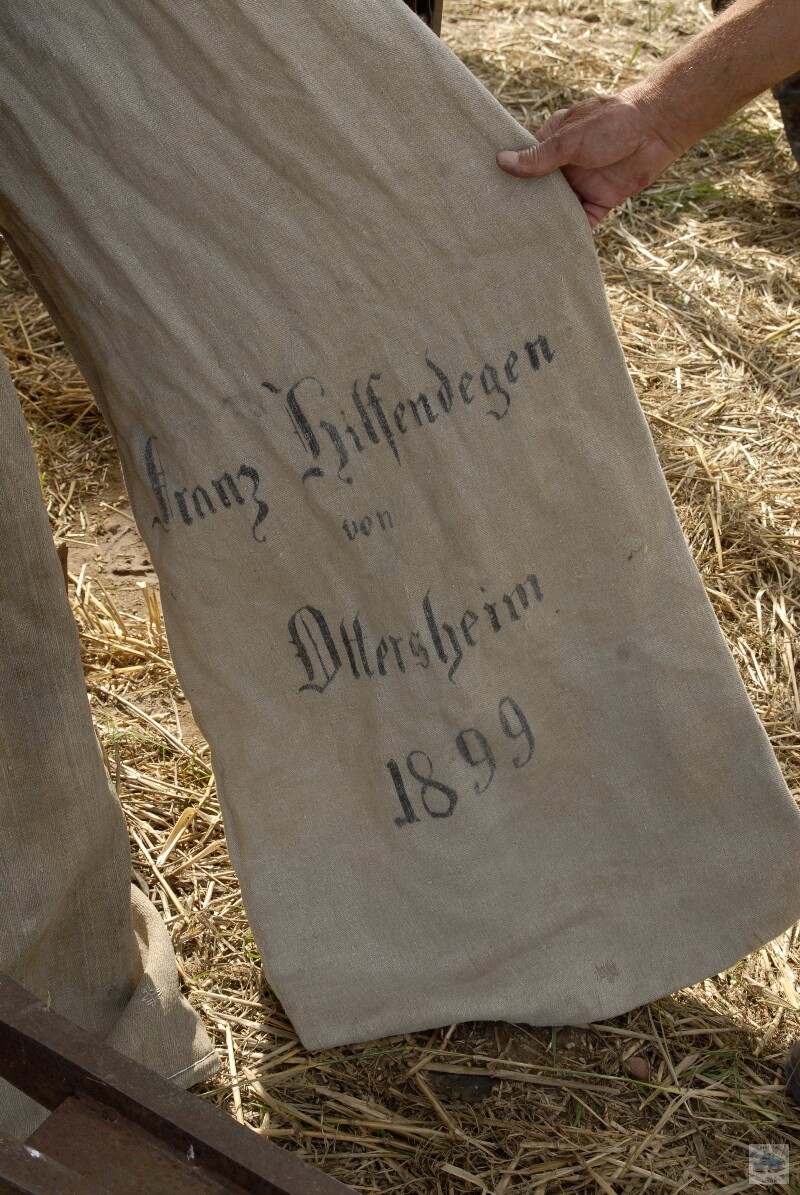 Franz Hilfendegen
von
Ottersheim
1899